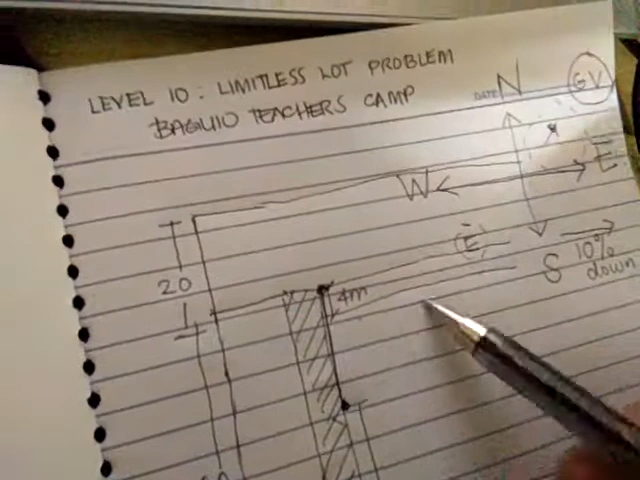 LEVEL 10: LIMITLESS LOT PROBLEM
BAGUIO TEACHERS CAMP
DATE
N
GV
W
E
S
10%
down
(E)
20
4m